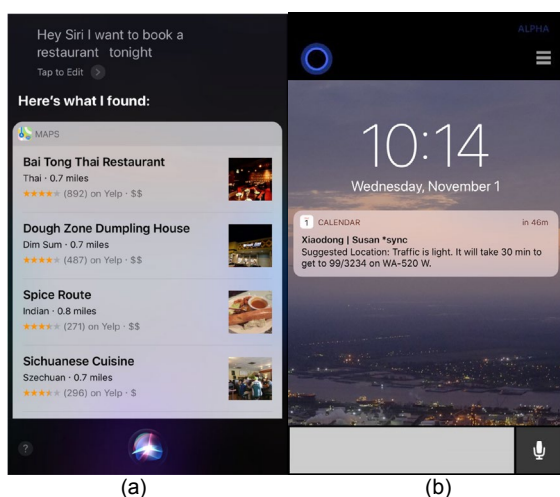 Hey Siri I want to book a
restaurant tonight
Tap to Edit
Here's what I found:
MAPS
Bai Tong Thai Restaurant
Thai · 0.7 miles
★★★★★ (892) on Yelp · $$
Dough Zone Dumpling House
Dim Sum · 0.7 miles
★★★★★ (487) on Yelp · $$
Spice Route
Indian · 0.8 miles
★★★★★ (271) on Yelp · $$
Sichuanese Cuisine
Szechuan · 0.7 miles
★★★★★ (296) on Yelp · $
?
(a)
ALPHA
10:14
Wednesday, November 1
1 CALENDAR in 46m
Xiaodong | Susan *sync
Suggested Location: Traffic is light. It will take 30 min to
get to 99/3234 on WA-520 W.
(b)